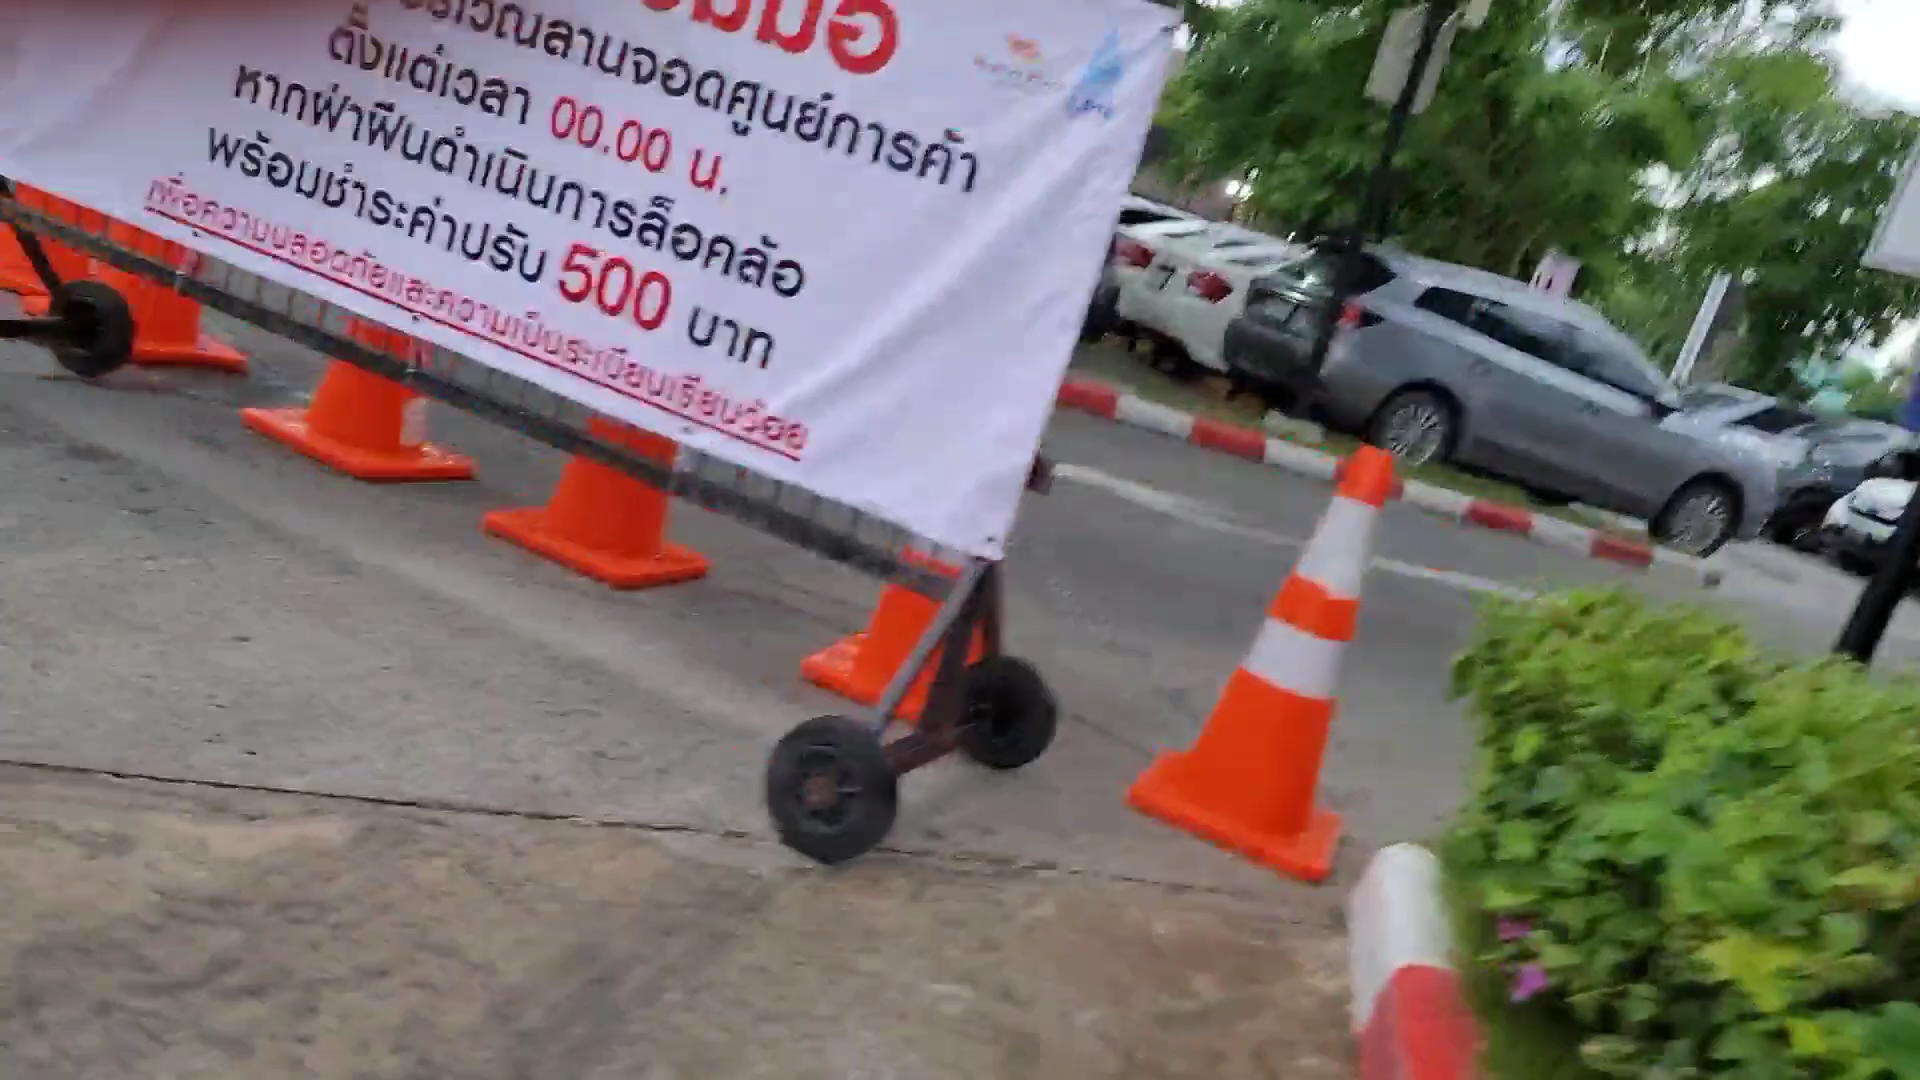 ลานจอดศูนย์การค้า
ตั้งแต่เวลา 00.00 น.
หากฝ่าฝืนดำเนินการล็อคล้อ
พร้อมชำระค่าปรับ 500 บาท
เพื่อความปลอดภัยและความเป็นระเบียบเรียบร้อย